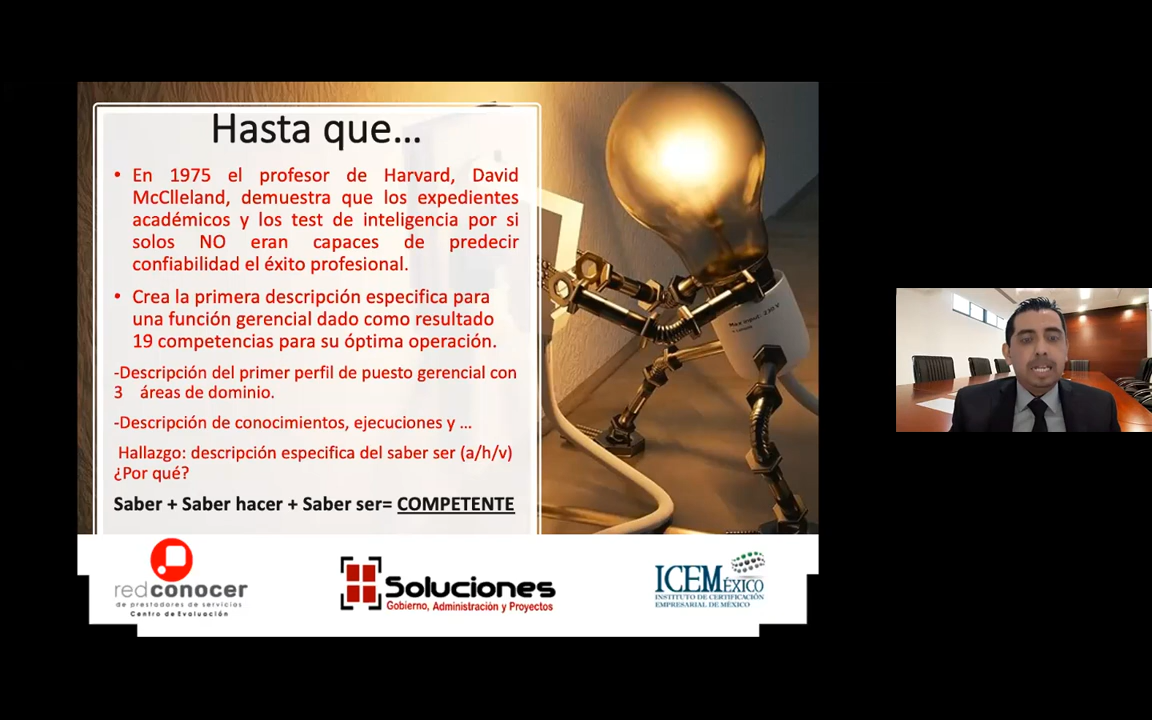 Hasta que...
• En 1975 el profesor de Harvard, David
McClleland, demuestra que los expedientes
académicos y los test de inteligencia por si
solos NO eran capaces de predecir
confiabilidad el éxito profesional.
• Crea la primera descripción especifica para
una función gerencial dado como resultado
19 competencias para su óptima operación.
-Descripción del primer perfil de puesto gerencial con
3 áreas de dominio.
-Descripción de conocimientos, ejecuciones y ...
Hallazgo: descripción especifica del saber ser (a/h/v)
¿Por qué?
Saber + Saber hacer + Saber ser= COMPETENTE
Max input: 230 V
redconocer
de prestadores de servicios
Centro de Evaluación
Soluciones
Gobierno, Administración y Proyectos
ICEMÉXICO
INSTITUTO DE CERTIFICACIÓN
EMPRESARIAL DE MÉXICO